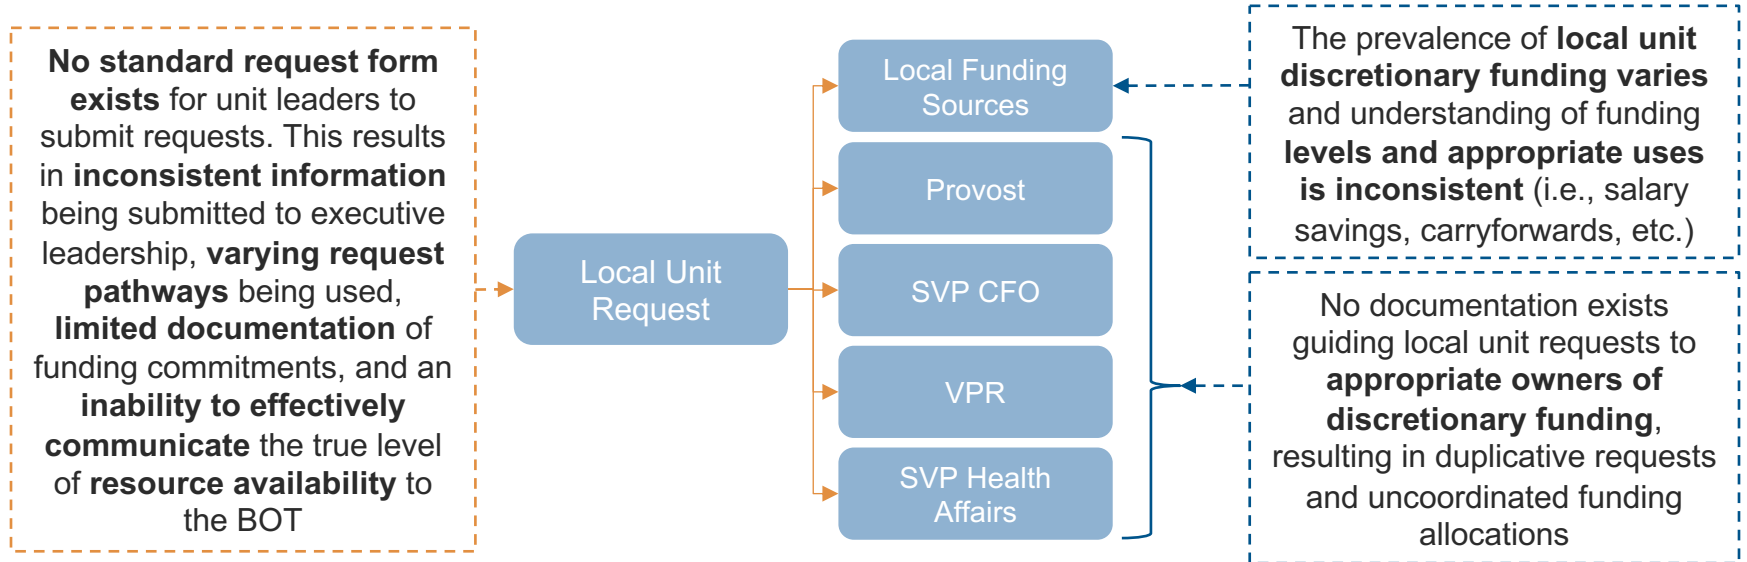 No standard request form
exists for unit leaders to
submit requests. This results
in inconsistent information
being submitted to executive
leadership, varying request
pathways being used,
limited documentation of
funding commitments, and an
inability to effectively
communicate the true level
of resource availability to
the BOT
Local Unit
Request
Local Funding
Sources
Provost
SVP CFO
VPR
SVP Health
Affairs
The prevalence of local unit
discretionary funding varies
and understanding of funding
levels and appropriate uses
is inconsistent (i.e., salary
savings, carryforwards, etc.)
No documentation exists
guiding local unit requests to
appropriate owners of
discretionary funding,
resulting in duplicative requests
and uncoordinated funding
allocations